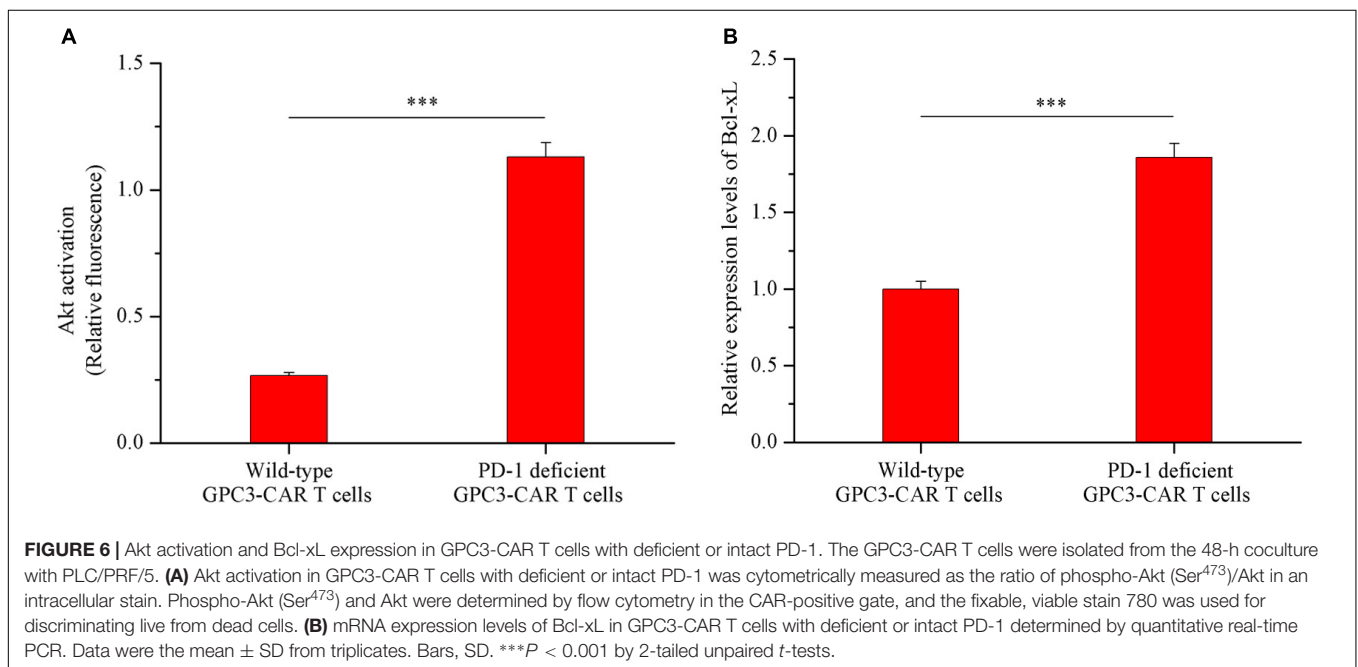 A
1.5
1.0
0.5
0.0
Akt activation
(Relative fluorescence)
***
Wild-type
GPC3-CAR T cells
PD-1 deficient
GPC3-CAR T cells
B
2.5
2.0
1.5
1.0
0.5
0.0
Relative expression levels of Bcl-xL
***
Wild-type
GPC3-CAR T cells
PD-1 deficient
GPC3-CAR T cells
FIGURE 6 | Akt activation and Bcl-xL expression in GPC3-CAR T cells with deficient or intact PD-1. The GPC3-CAR T cells were isolated from the 48-h coculture
with PLC/PRF/5. (A) Akt activation in GPC3-CAR T cells with deficient or intact PD-1 was cytometrically measured as the ratio of phospho-Akt (Ser⁴⁷³)/Akt in an
intracellular stain. Phospho-Akt (Ser⁴⁷³) and Akt were determined by flow cytometry in the CAR-positive gate, and the fixable, viable stain 780 was used for
discriminating live from dead cells. (B) mRNA expression levels of Bcl-xL in GPC3-CAR T cells with deficient or intact PD-1 determined by quantitative real-time
PCR. Data were the mean ± SD from triplicates. Bars, SD. ***P < 0.001 by 2-tailed unpaired t-tests.